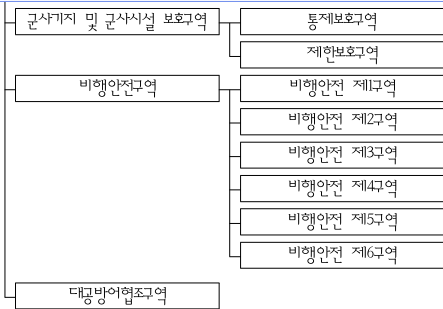 군사기지 및 군사시설 보호구역
통제보호구역
제한보호구역
비행안전구역
비행안전 제1구역
비행안전 제2구역
비행안전 제3구역
비행안전 제4구역
비행안전 제5구역
비행안전 제6구역
대공방어협조구역